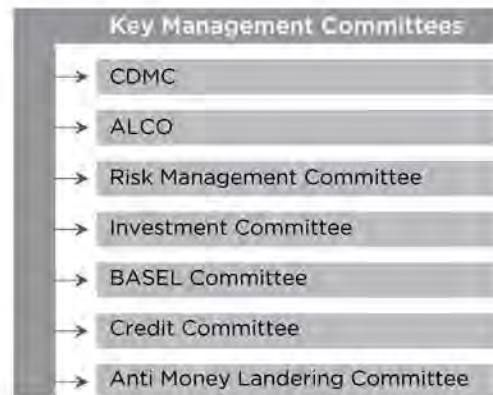 Key Management Committees
CDMC
ALCO
Risk Management Committee
Investment Committee
BASEL Committee
Credit Committee
Anti Money Landering Committee